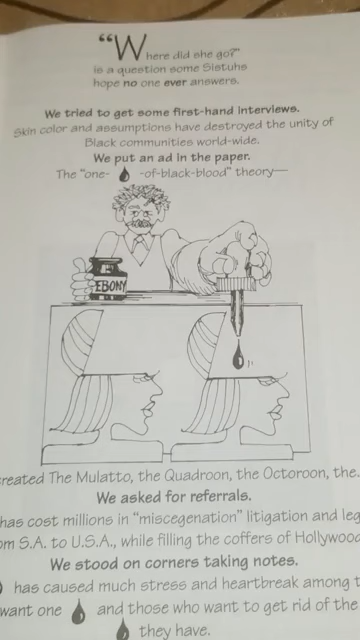 “Where did she go?”
is a question some Sistuhs
hope no one ever answers.
We tried to get some first-hand interviews.
Skin color and assumptions have destroyed the unity of
Black communities world-wide.
We put an ad in the paper.
The "one- -of-black-blood" theory—
EBONY
created The Mulatto, the Quadroon, the Octoroon, the.
We asked for referrals.
has cost millions in "miscegenation" litigation and leg
om S.A. to U.S.A., while filling the coffers of Hollywood
We stood on corners taking notes.
has caused much stress and heartbreak among t
want one and those who want to get rid of the
they have.